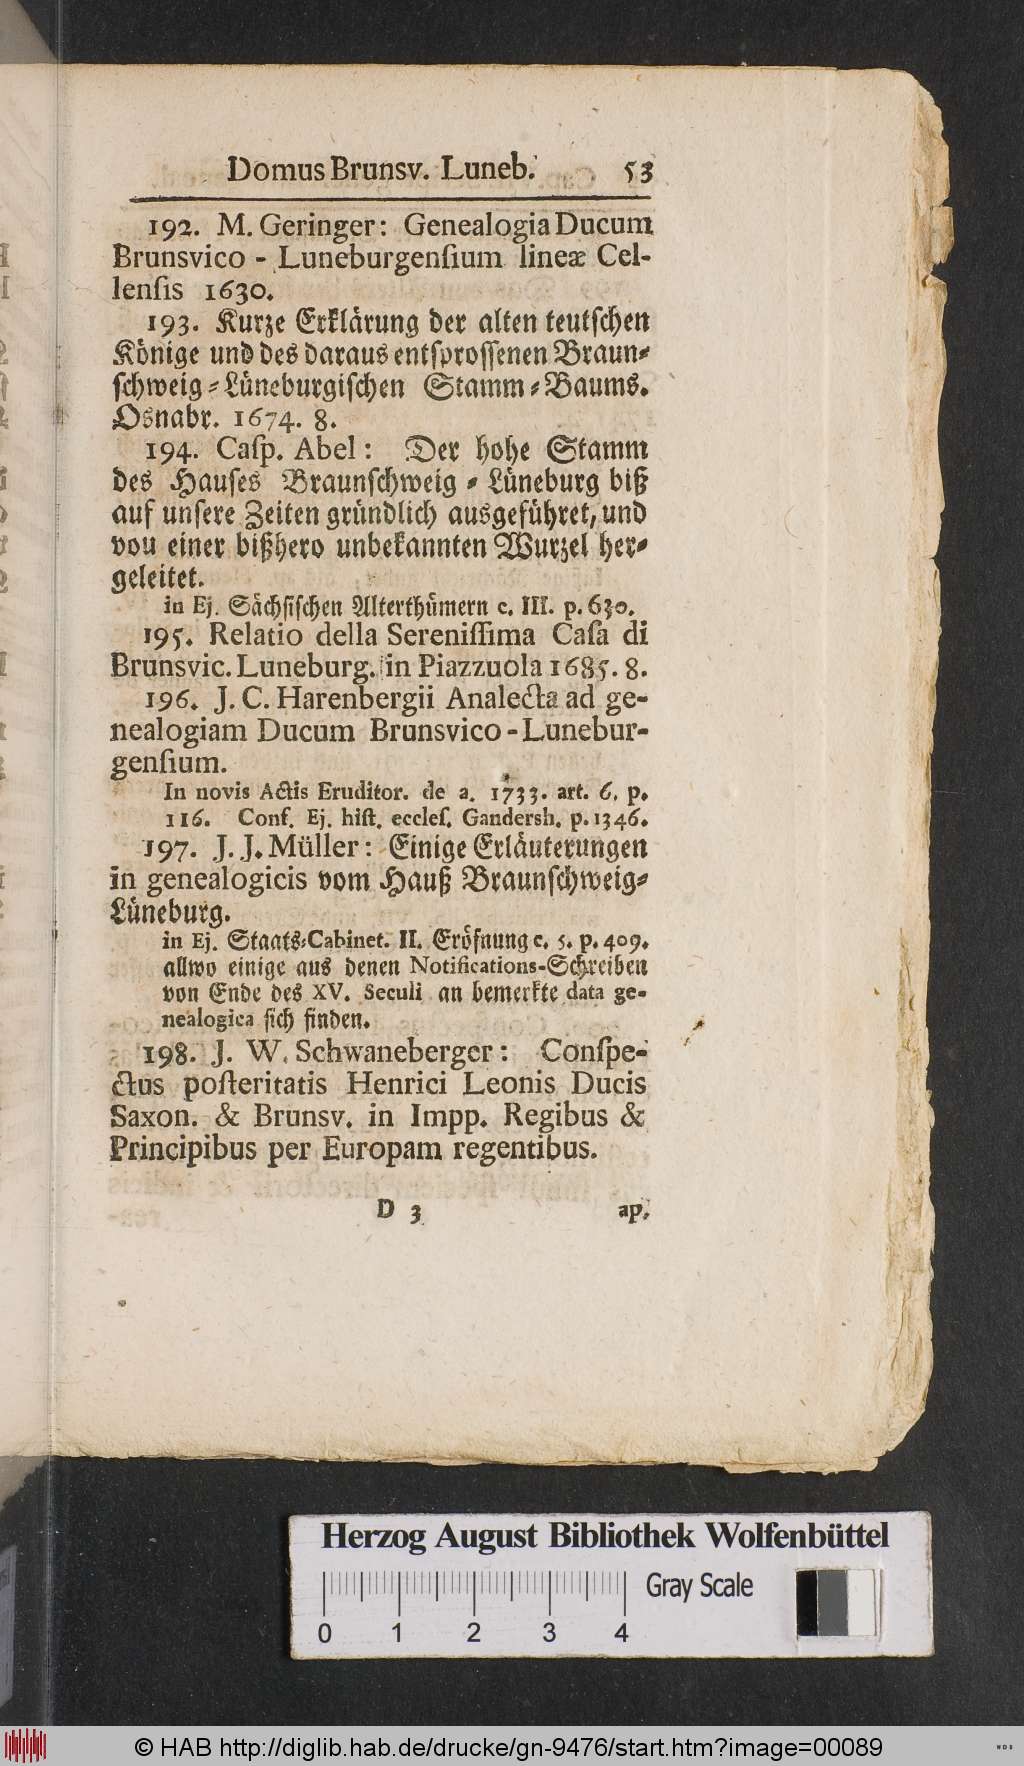 Domus Brunsv. Luneb. 53
192. M. Geringer: Genealogia Ducum
Brunsvico - Luneburgenſium lineæ Cel-
lenſis 1630.
193. Kurze Erklärung der alten teutſchen
Könige und des daraus entſproſſenen Braun-
ſchweig-Lüneburgiſchen Stamm-Baums.
Osnabr. 1674. 8.
194. Caſp. Abel: Der hohe Stamm
des Hauſes Braunſchweig-Lüneburg biß
auf unſere Zeiten gründlich ausgeführet, und
vou einer bißhero unbekannten Wurzel her-
geleitet.
in Ej. Sächſiſchen Alterthümern c. III. p. 630.
195. Relatio della Sereniſſima Caſa di
Brunsvic. Luneburg. in Piazzuola 1685. 8.
196. J. C. Harenbergii Analecta ad ge-
nealogiam Ducum Brunsvico-Lunebur-
genſium.
In novis Actis Eruditor. de a. 1733. art. 6. p.
116. Conf. Ej. hiſt. eccleſ. Gandersh. p. 1346.
197. J. J. Müller: Einige Erläuterungen
in genealogicis vom Hauß Braunſchweig-
Lüneburg.
in Ej. Staats-Cabinet. II. Eröfnung c. 5. p. 409.
allwo einige aus denen Notifications-Schreiben
von Ende des XV. Seculi an bemerkte data ge-
nealogica ſich finden.
198. J. W. Schwaneberger: Conſpe-
ctus poſteritatis Henrici Leonis Ducis
Saxon. & Brunsv. in Impp. Regibus &
Principibus per Europam regentibus.
D 3 ap.
Herzog August Bibliothek Wolfenbüttel
Gray Scale
0 1 2 3 4
© HAB http://diglib.hab.de/drucke/gn-9476/start.htm?image=00089